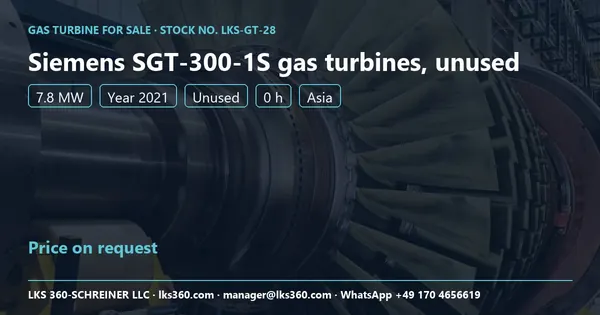 GAS TURBINE FOR SALE · STOCK NO. LKS-GT-28
Siemens SGT-300-1S gas turbines, unused
7.8 MW Year 2021 Unused 0 h Asia
Price on request
LKS 360-SCHREINER LLC · lks360.com · manager@lks360.com · WhatsApp +49 170 4656619